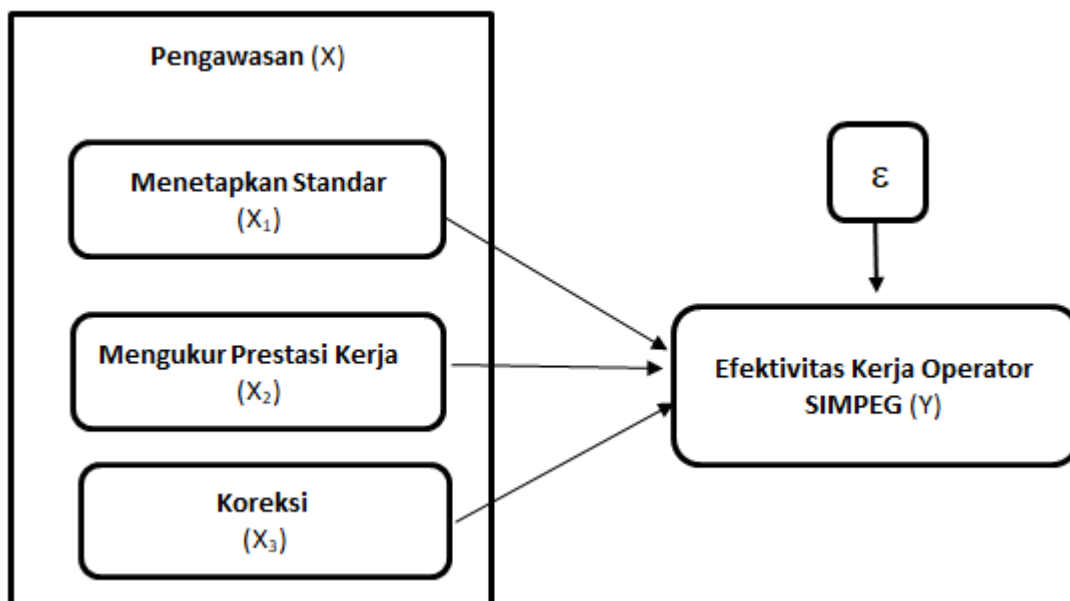 Pengawasan (X)
Menetapkan Standar
(X₁)
Mengukur Prestasi Kerja
(X₂)
Koreksi
(X₃)
ε
Efektivitas Kerja Operator
SIMPEG (Y)